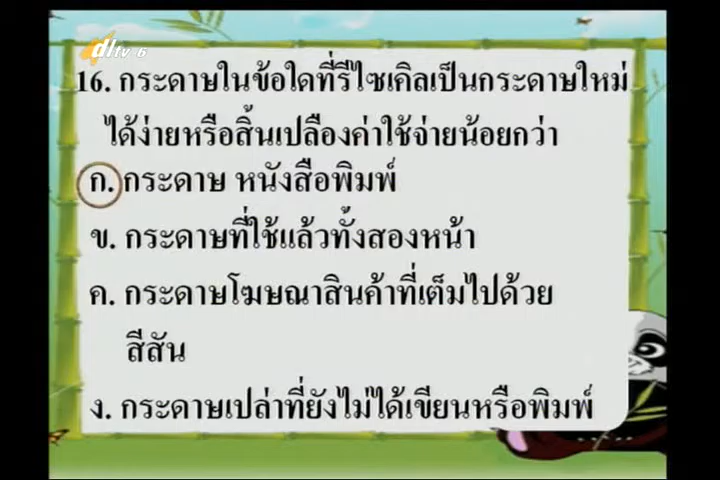 dltv 6
16. กระดาษในข้อใดที่รีไซเคิลเป็นกระดาษใหม่
ได้ง่ายหรือสิ้นเปลืองค่าใช้จ่ายน้อยกว่า
ก. กระดาษ หนังสือพิมพ์
ข. กระดาษที่ใช้แล้วทั้งสองหน้า
ค. กระดาษโฆษณาสินค้าที่เต็มไปด้วย
สีสัน
ง. กระดาษเปล่าที่ยังไม่ได้เขียนหรือพิมพ์